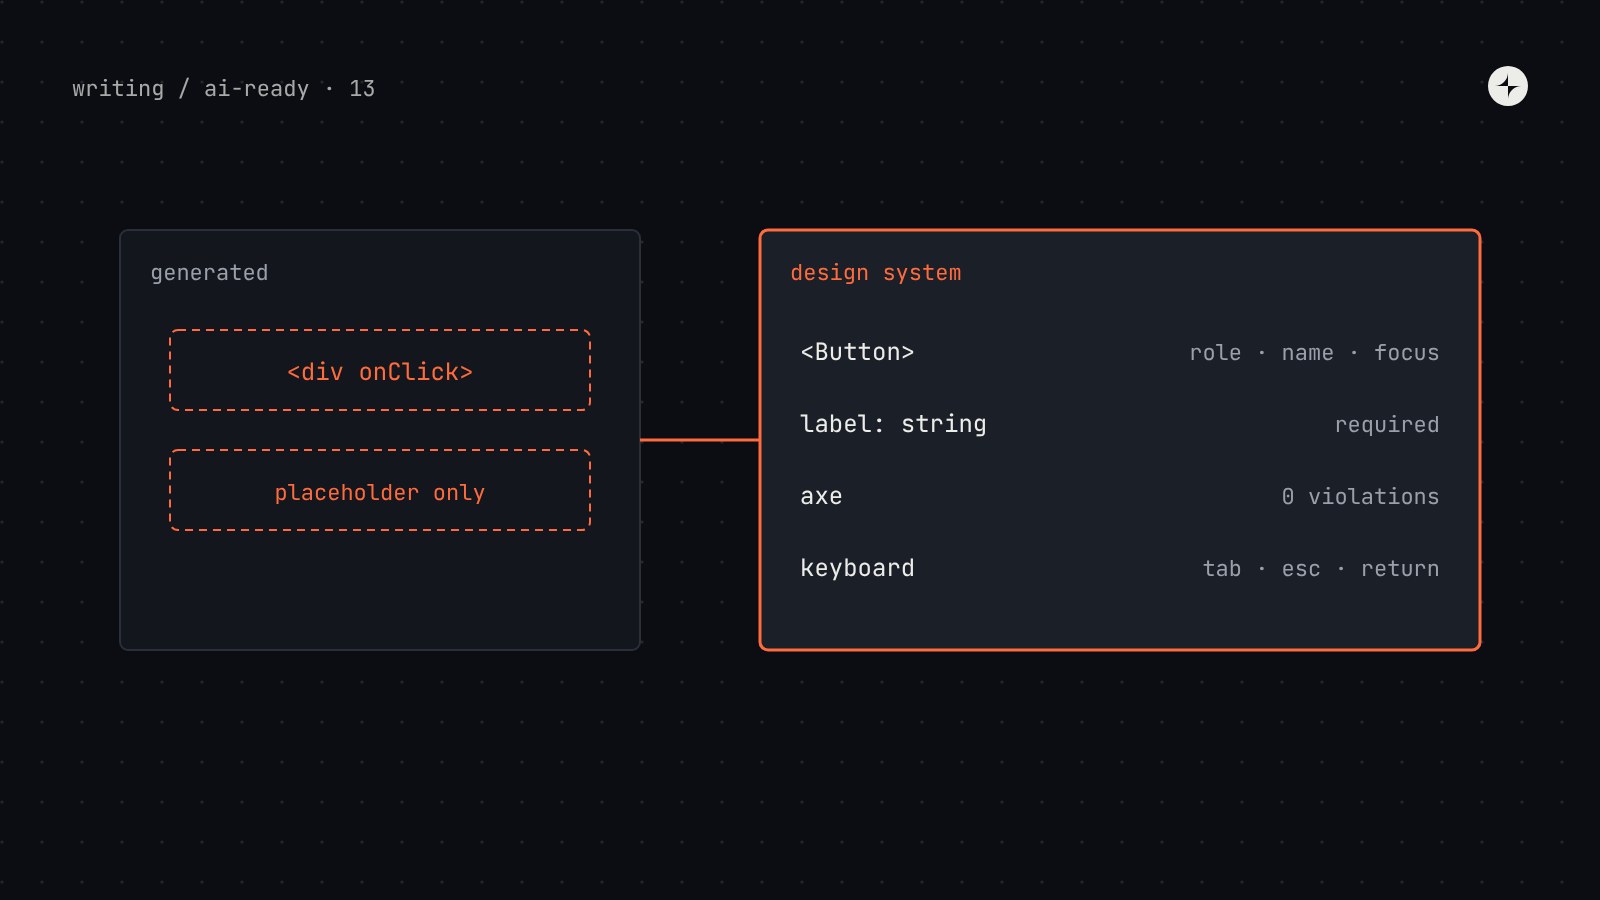 writing / ai-ready · 13
generated
<div onClick>
placeholder only
design system
<Button> role · name · focus
label: string required
axe 0 violations
keyboard tab · esc · return